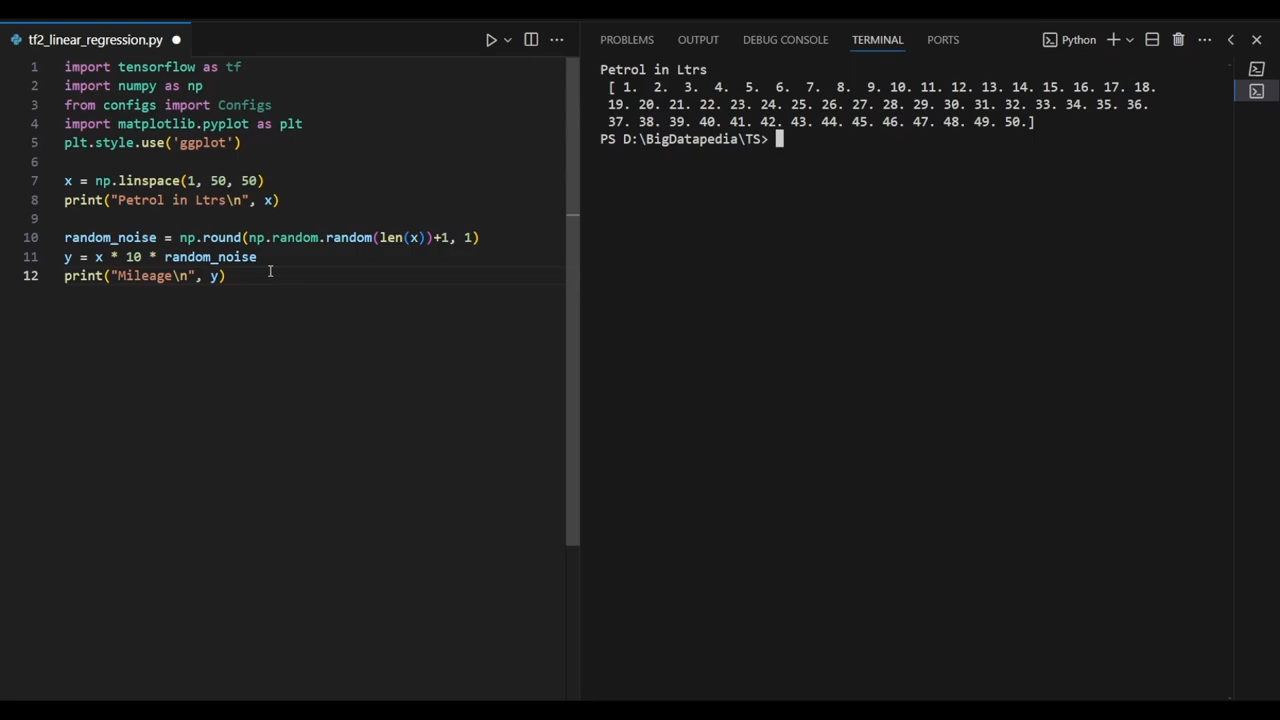 tf2_linear_regression.py
1 import tensorflow as tf
2 import numpy as np
3 from configs import Configs
4 import matplotlib.pyplot as plt
5 plt.style.use('ggplot')
6
7 x = np.linspace(1, 50, 50)
8 print("Petrol in Ltrs\n", x)
9
10 random_noise = np.round(np.random.random(len(x))+1, 1)
11 y = x * 10 * random_noise
12 print("Mileage\n", y)
PROBLEMS OUTPUT DEBUG CONSOLE TERMINAL PORTS Python
Petrol in Ltrs
[ 1. 2. 3. 4. 5. 6. 7. 8. 9. 10. 11. 12. 13. 14. 15. 16. 17. 18.
19. 20. 21. 22. 23. 24. 25. 26. 27. 28. 29. 30. 31. 32. 33. 34. 35. 36.
37. 38. 39. 40. 41. 42. 43. 44. 45. 46. 47. 48. 49. 50.]
PS D:\BigDatapedia\TS>